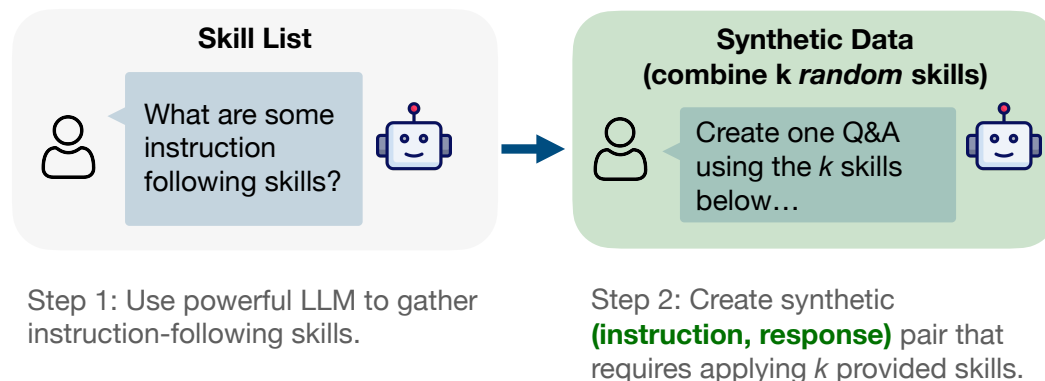 Skill List
What are some
instruction
following skills?
Synthetic Data
(combine k random skills)
Create one Q&A
using the k skills
below…
Step 1: Use powerful LLM to gather
instruction-following skills.
Step 2: Create synthetic
(instruction, response) pair that
requires applying k provided skills.